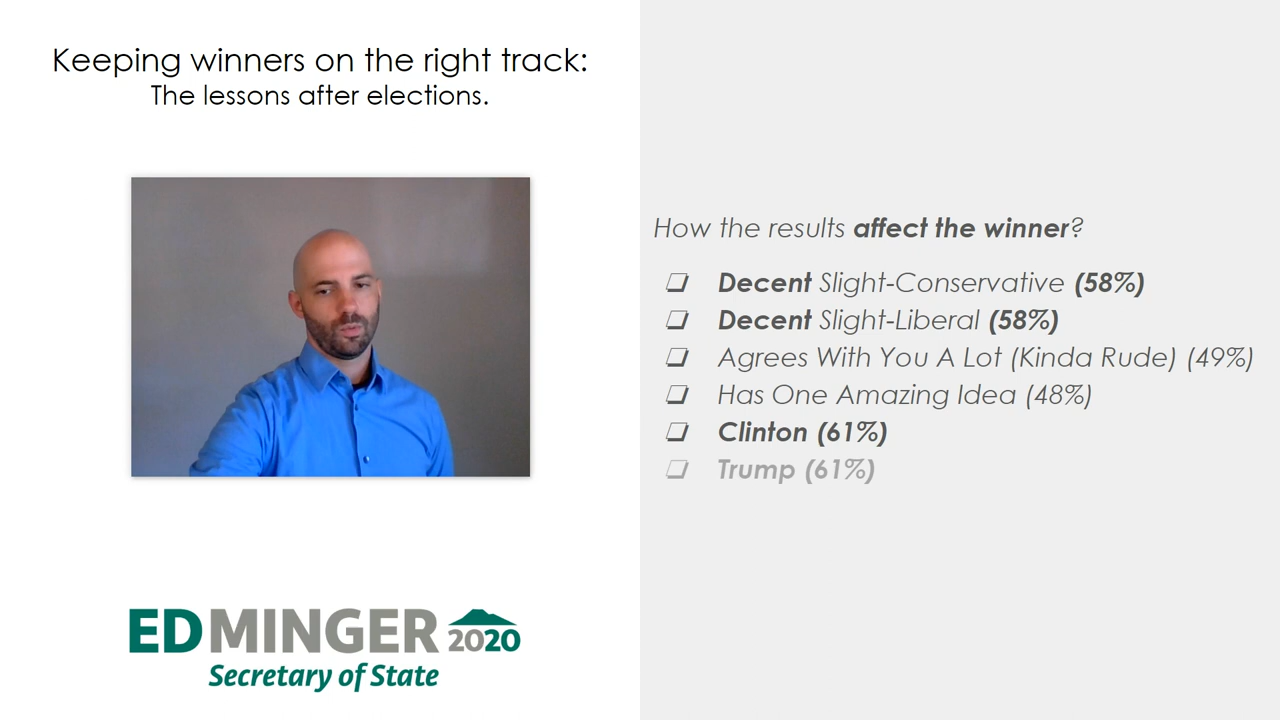 Keeping winners on the right track:
The lessons after elections.
How the results affect the winner?
Decent Slight-Conservative (58%)
Decent Slight-Liberal (58%)
Agrees With You A Lot (Kinda Rude) (49%)
Has One Amazing Idea (48%)
Clinton (61%)
Trump (61%)
EDMINGER 2020
Secretary of State